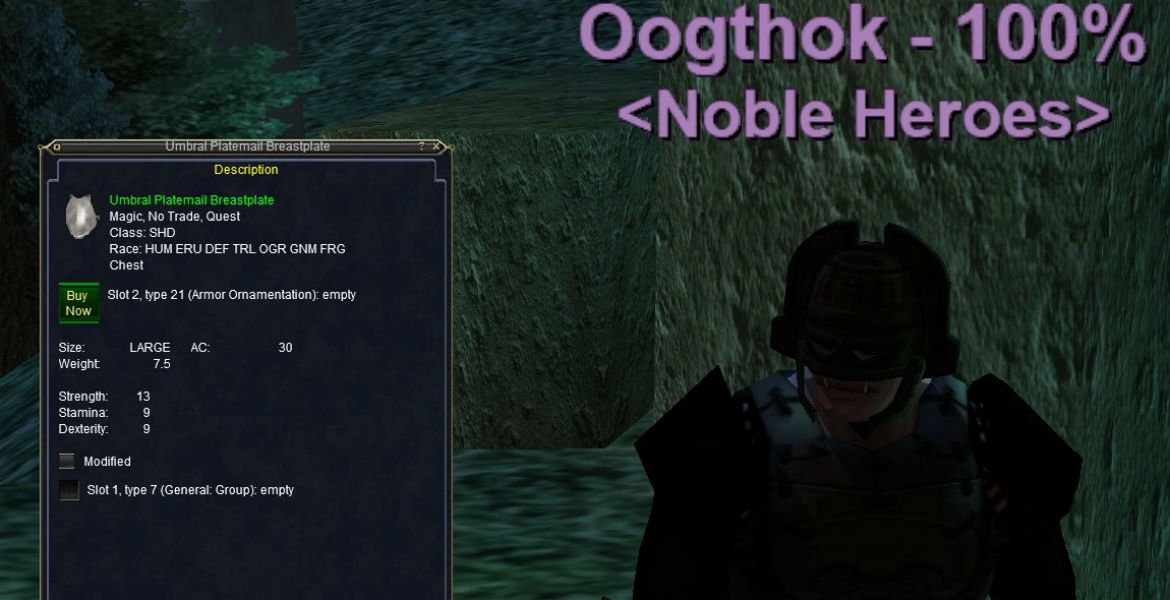 Oogthok - 100%
<Noble Heroes>
Umbral Platemail Breastplate ?
Description
Umbral Platemail Breastplate
Magic, No Trade, Quest
Class: SHD
Race: HUM ERU DEF TRL OGR GNM FRG
Chest
Buy Now
Slot 2, type 21 (Armor Ornamentation): empty
Size: LARGE AC: 30
Weight: 7.5
Strength: 13
Stamina: 9
Dexterity: 9
Modified
Slot 1, type 7 (General: Group): empty